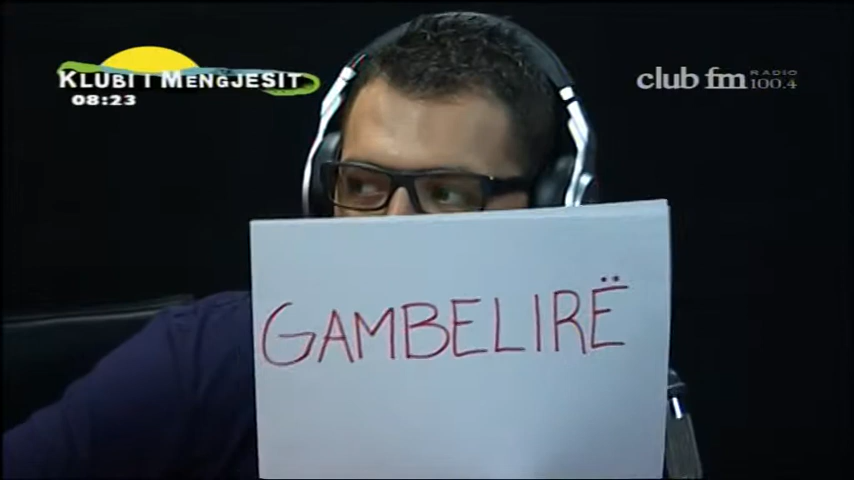 KLUBI I MENGJESIT
08:23
club fm RADIO 100.4
GAMBELIRË